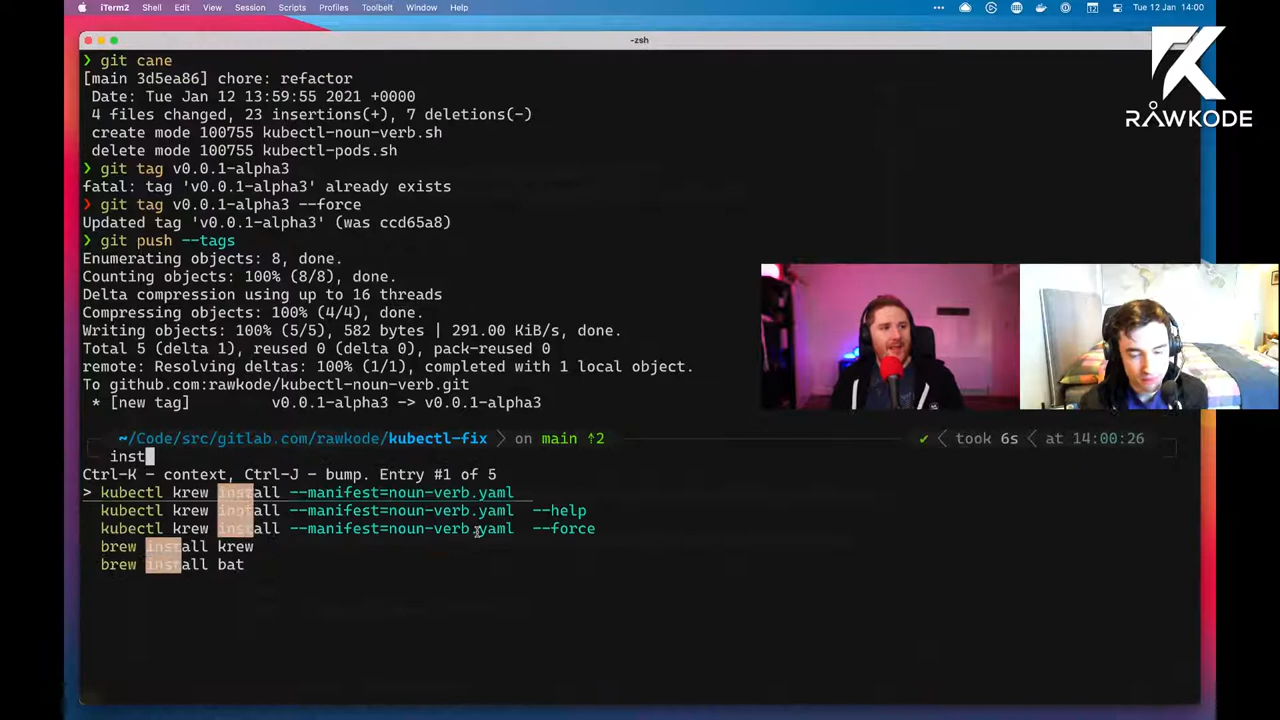 iTerm2 Shell Edit View Session Scripts Profiles Toolbelt Window Help
Tue 12 Jan 14:00
-zsh
RÅWKODE
❯ git cane
[main 3d5ea86] chore: refactor
Date: Tue Jan 12 13:59:55 2021 +0000
4 files changed, 23 insertions(+), 7 deletions(-)
create mode 100755 kubectl-noun-verb.sh
delete mode 100755 kubectl-pods.sh
❯ git tag v0.0.1-alpha3
fatal: tag 'v0.0.1-alpha3' already exists
❯ git tag v0.0.1-alpha3 --force
Updated tag 'v0.0.1-alpha3' (was ccd65a8)
❯ git push --tags
Enumerating objects: 8, done.
Counting objects: 100% (8/8), done.
Delta compression using up to 16 threads
Compressing objects: 100% (4/4), done.
Writing objects: 100% (5/5), 582 bytes | 291.00 KiB/s, done.
Total 5 (delta 1), reused 0 (delta 0), pack-reused 0
remote: Resolving deltas: 100% (1/1), completed with 1 local object.
To github.com:rawkode/kubectl-noun-verb.git
* [new tag] v0.0.1-alpha3 -> v0.0.1-alpha3
~/Code/src/gitlab.com/rawkode/kubectl-fix on main ⇡2 ✔ took 6s at 14:00:26
inst
Ctrl-K – context, Ctrl-J – bump. Entry #1 of 5
> kubectl krew install --manifest=noun-verb.yaml
kubectl krew install --manifest=noun-verb.yaml --help
kubectl krew install --manifest=noun-verb.yaml --force
brew install krew
brew install bat